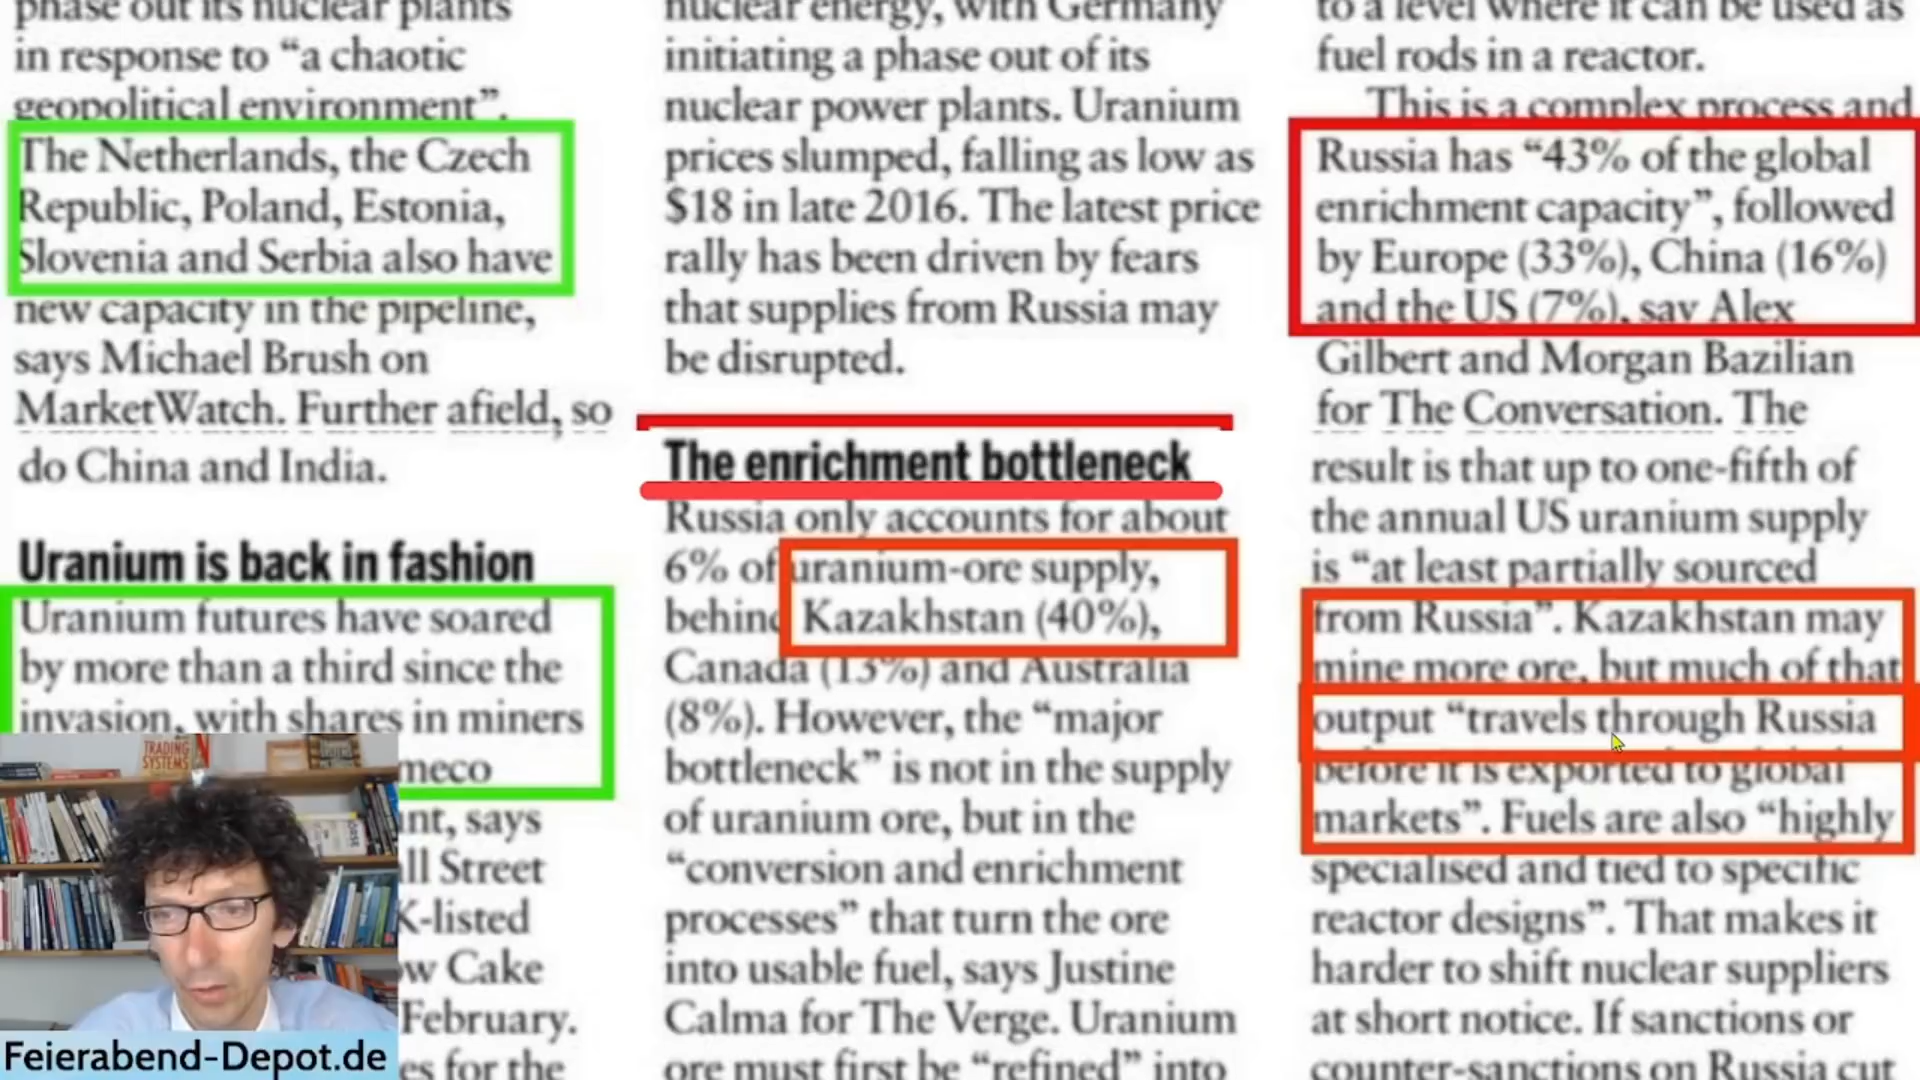 phase out its nuclear plants
in response to “a chaotic
geopolitical environment”.
The Netherlands, the Czech
Republic, Poland, Estonia,
Slovenia and Serbia also have
new capacity in the pipeline,
says Michael Brush on
MarketWatch. Further afield, so
do China and India.
Uranium is back in fashion
Uranium futures have soared
by more than a third since the
invasion, with shares in miners
meco
nt, says
ll Street
K-listed
w Cake
February.
es for the
nuclear energy, with Germany
initiating a phase out of its
nuclear power plants. Uranium
prices slumped, falling as low as
$18 in late 2016. The latest price
rally has been driven by fears
that supplies from Russia may
be disrupted.
The enrichment bottleneck
Russia only accounts for about
6% of uranium-ore supply,
behind Kazakhstan (40%),
Canada (13%) and Australia
(8%). However, the “major
bottleneck” is not in the supply
of uranium ore, but in the
“conversion and enrichment
processes” that turn the ore
into usable fuel, says Justine
Calma for The Verge. Uranium
ore must first be “refined” into
to a level where it can be used as
fuel rods in a reactor.
This is a complex process and
Russia has “43% of the global
enrichment capacity”, followed
by Europe (33%), China (16%)
and the US (7%), say Alex
Gilbert and Morgan Bazilian
for The Conversation. The
result is that up to one-fifth of
the annual US uranium supply
is “at least partially sourced
from Russia”. Kazakhstan may
mine more ore, but much of that
output “travels through Russia
before it is exported to global
markets”. Fuels are also “highly
specialised and tied to specific
reactor designs”. That makes it
harder to shift nuclear suppliers
at short notice. If sanctions or
counter-sanctions on Russia cut
TRADING
SYSTEMS
Feierabend-Depot.de